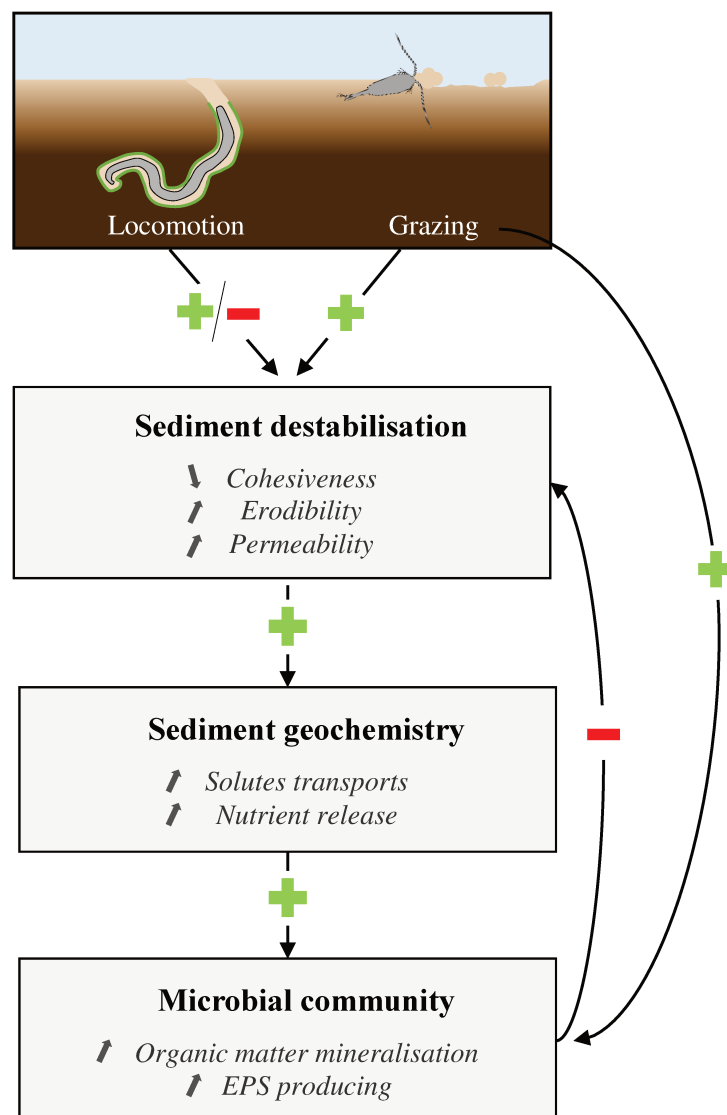 Locomotion
Grazing
Sediment destabilisation
Cohesiveness
Erodibility
Permeability
Sediment geochemistry
Solutes transports
Nutrient release
Microbial community
Organic matter mineralisation
EPS producing